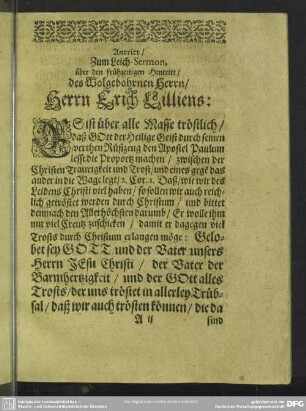 Antritt /
Zum Leich-Sermon,
über den frühzeitigen Hintritt /
des Wolgebohrnen Herrn /
Herrn Erich Lilliens:
ES ist über alle Masse tröstlich /
daß GOtt der Heilige Geist durch seinen
werthen Rüstzeug den Apostel Paulum
lesst die Proportz machen / zwischen der
Christen Traurigkeit und Trost / und eines gegē das
ander in die Wage legt / 2. Cor. 1. Daß / wie wir des
Leidens Christi viel haben / so sollen wir auch reich-
lich getröstet werden durch Christum / und bittet
demnach den Allerhöchsten darumb / Er wolle ihm
nur viel Creutz zuschicken / damit er dagegen viel
Trosts durch Christum erlangen möge: Gelo-
bet sey GOTT und der Vater unsers
Herrn JEsu Christi / der Vater der
Barmhertzigkeit / und der GOtt alles
Trosts / der uns tröstet in allerley Trüb-
sal / daß wir auch trösten können / die da
A ij
sind